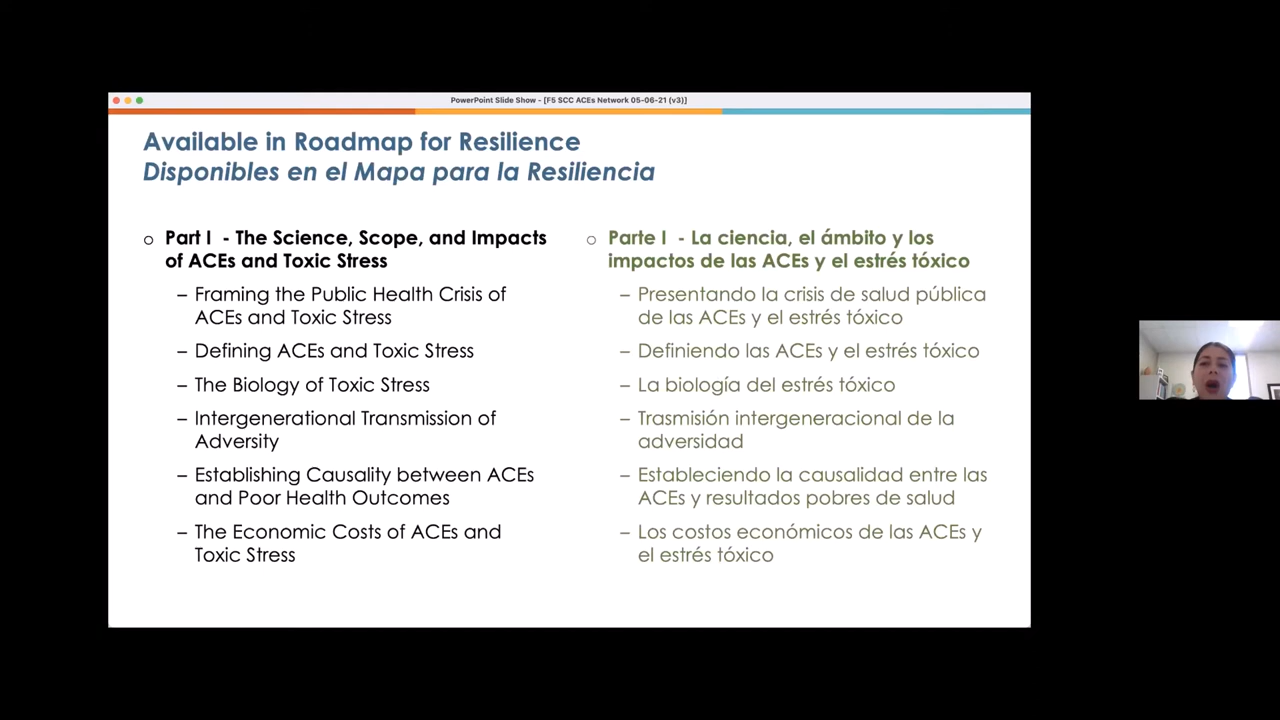 PowerPoint Slide Show - [F5 SCC ACEs Network 05-06-21 (v3)]
Available in Roadmap for Resilience
Disponibles en el Mapa para la Resiliencia
○ Part I - The Science, Scope, and Impacts
of ACEs and Toxic Stress
– Framing the Public Health Crisis of
ACEs and Toxic Stress
– Defining ACEs and Toxic Stress
– The Biology of Toxic Stress
– Intergenerational Transmission of
Adversity
– Establishing Causality between ACEs
and Poor Health Outcomes
– The Economic Costs of ACEs and
Toxic Stress
○ Parte I - La ciencia, el ámbito y los
impactos de las ACEs y el estrés tóxico
– Presentando la crisis de salud pública
de las ACEs y el estrés tóxico
– Definiendo las ACEs y el estrés tóxico
– La biología del estrés tóxico
– Trasmisión intergeneracional de la
adversidad
– Estableciendo la causalidad entre las
ACEs y resultados pobres de salud
– Los costos económicos de las ACEs y
el estrés tóxico